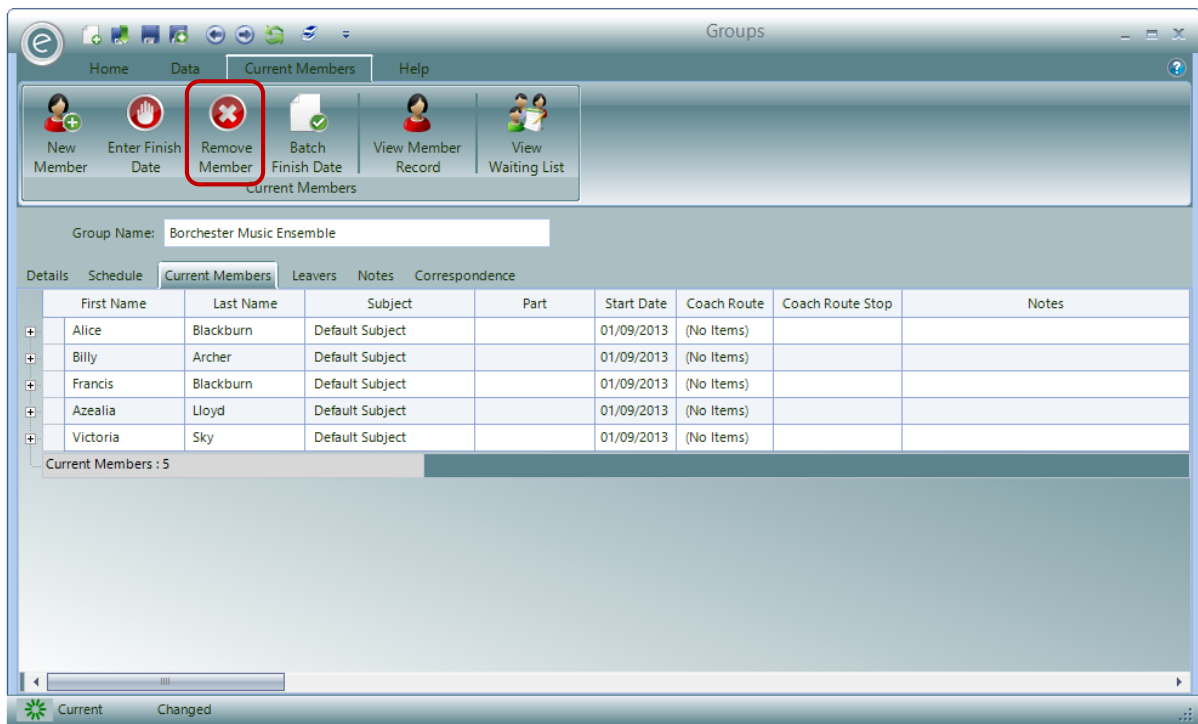 Groups
e
Home Data Current Members Help
New Member
Enter Finish Date
Remove Member
Batch Finish Date
View Member Record
View Waiting List
Current Members
Group Name: Borchester Music Ensemble
Details Schedule Current Members Leavers Notes Correspondence
First Name Last Name Subject Part Start Date Coach Route Coach Route Stop Notes
Alice Blackburn Default Subject 01/09/2013 (No Items)
Billy Archer Default Subject 01/09/2013 (No Items)
Francis Blackburn Default Subject 01/09/2013 (No Items)
Azealia Lloyd Default Subject 01/09/2013 (No Items)
Victoria Sky Default Subject 01/09/2013 (No Items)
Current Members : 5
Current Changed